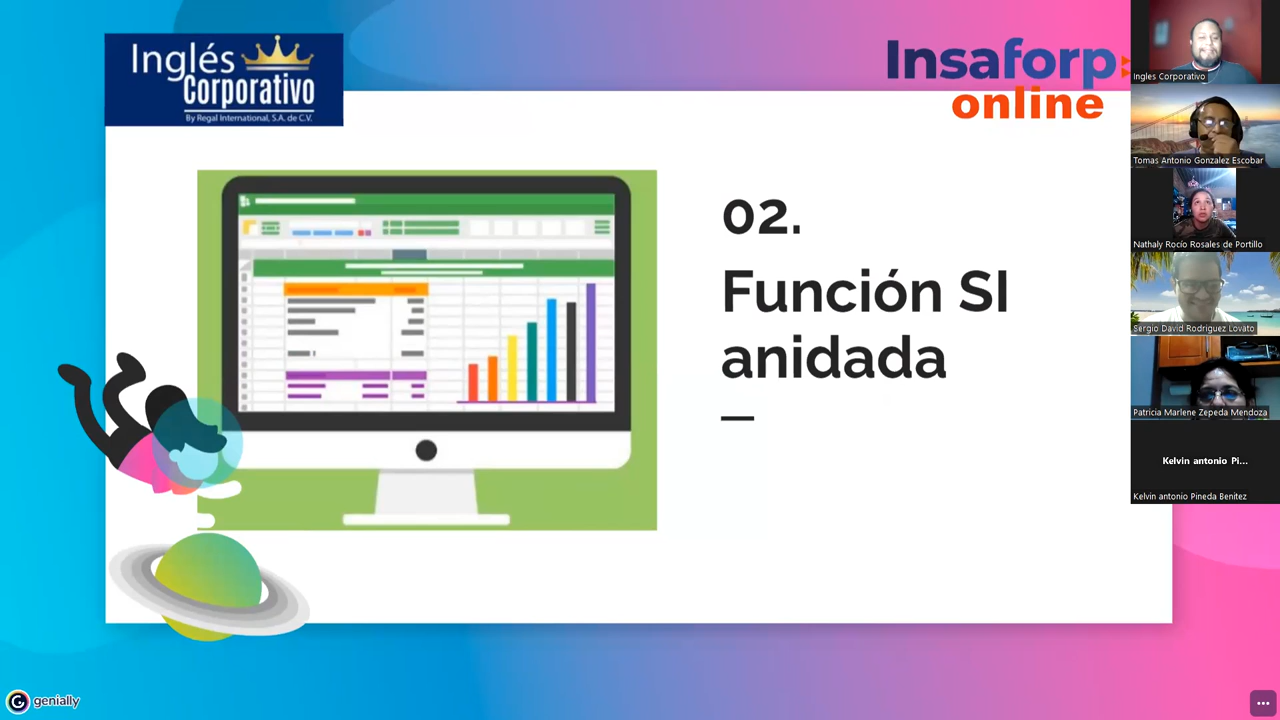 Inglés
Corporativo
By Regal International, S.A. de C.V.
Insaforp
online
02.
Función SI
anidada
Ingles Corporativo
Tomas Antonio Gonzalez Escobar
Nathaly Rocío Rosales de Portillo
Sergio David Rodriguez Lovato
Patricia Marlene Zepeda Mendoza
Kelvin antonio Pi...
Kelvin antonio Pineda Benitez
genially